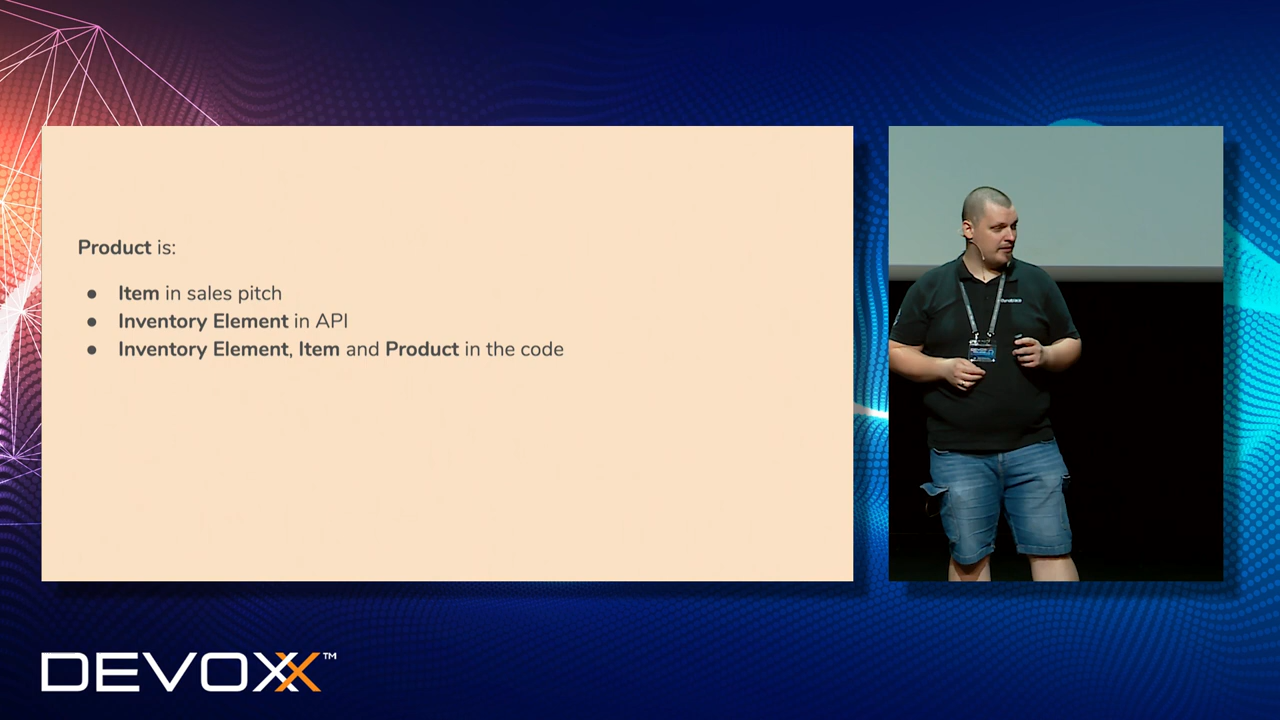 Product is:
● Item in sales pitch
● Inventory Element in API
● Inventory Element, Item and Product in the code
DEVOXX™